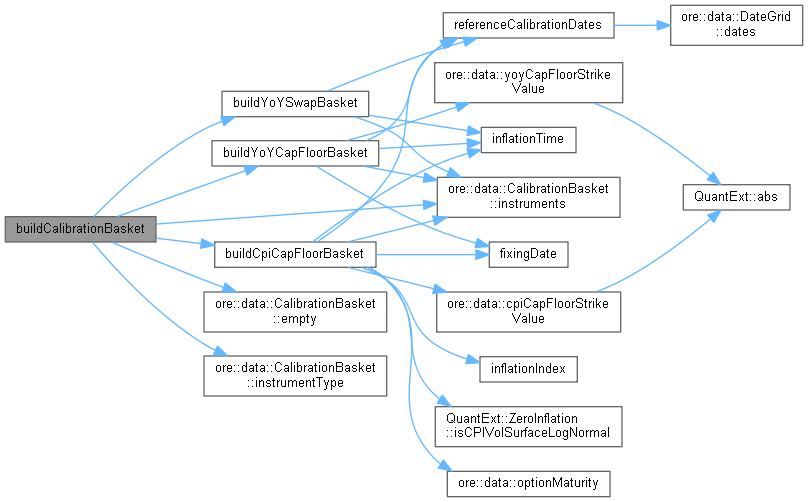 buildCalibrationBasket
buildYoYSwapBasket
buildYoYCapFloorBasket
buildCpiCapFloorBasket
ore::data::CalibrationBasket
::empty
ore::data::CalibrationBasket
::instrumentType
referenceCalibrationDates
ore::data::yoyCapFloorStrike
Value
inflationTime
ore::data::CalibrationBasket
::instruments
fixingDate
ore::data::cpiCapFloorStrike
Value
inflationIndex
QuantExt::ZeroInflation
::isCPIVolSurfaceLogNormal
ore::data::optionMaturity
ore::data::DateGrid
::dates
QuantExt::abs